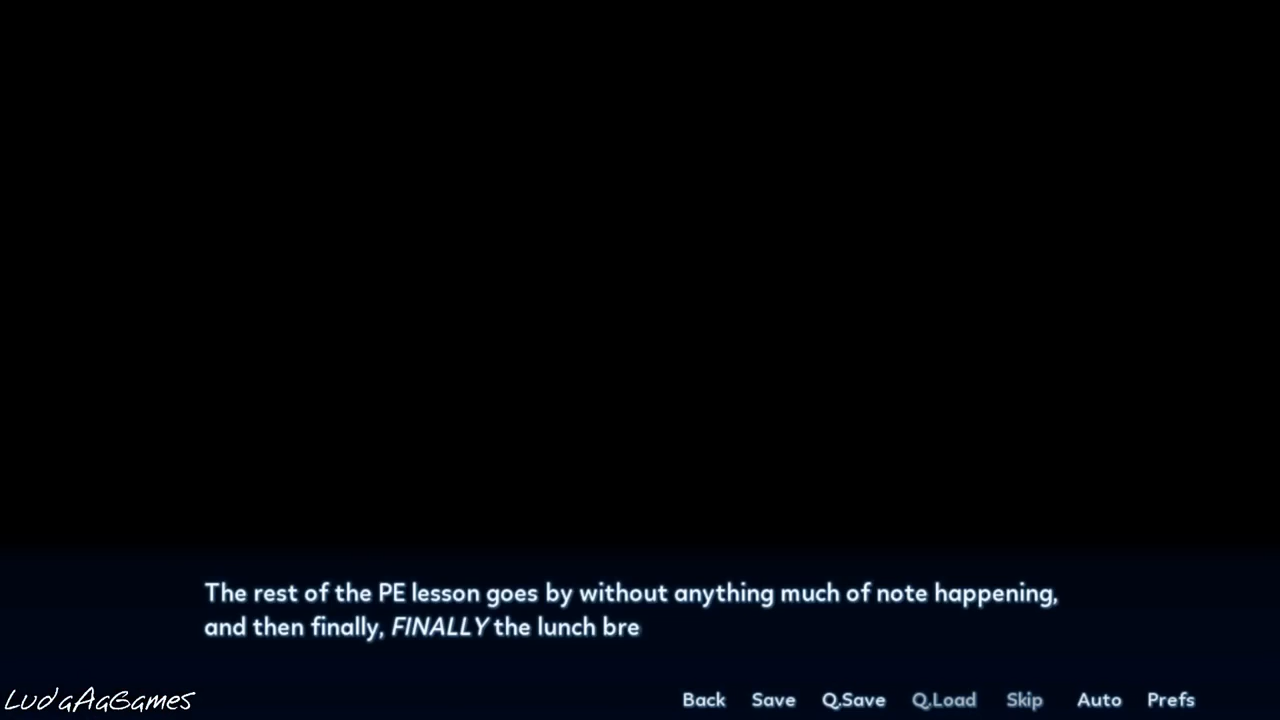 The rest of the PE lesson goes by without anything much of note happening,
and then finally, FINALLY the lunch bre
LudaAaGames
Back Save Q.Save Q.Load Skip Auto Prefs